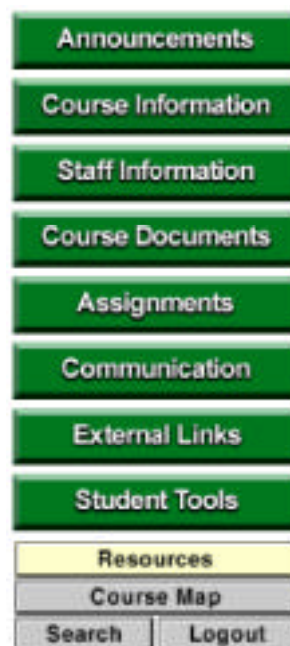 Announcements
Course Information
Staff Information
Course Documents
Assignments
Communication
External Links
Student Tools
Resources
Course Map
Search Logout